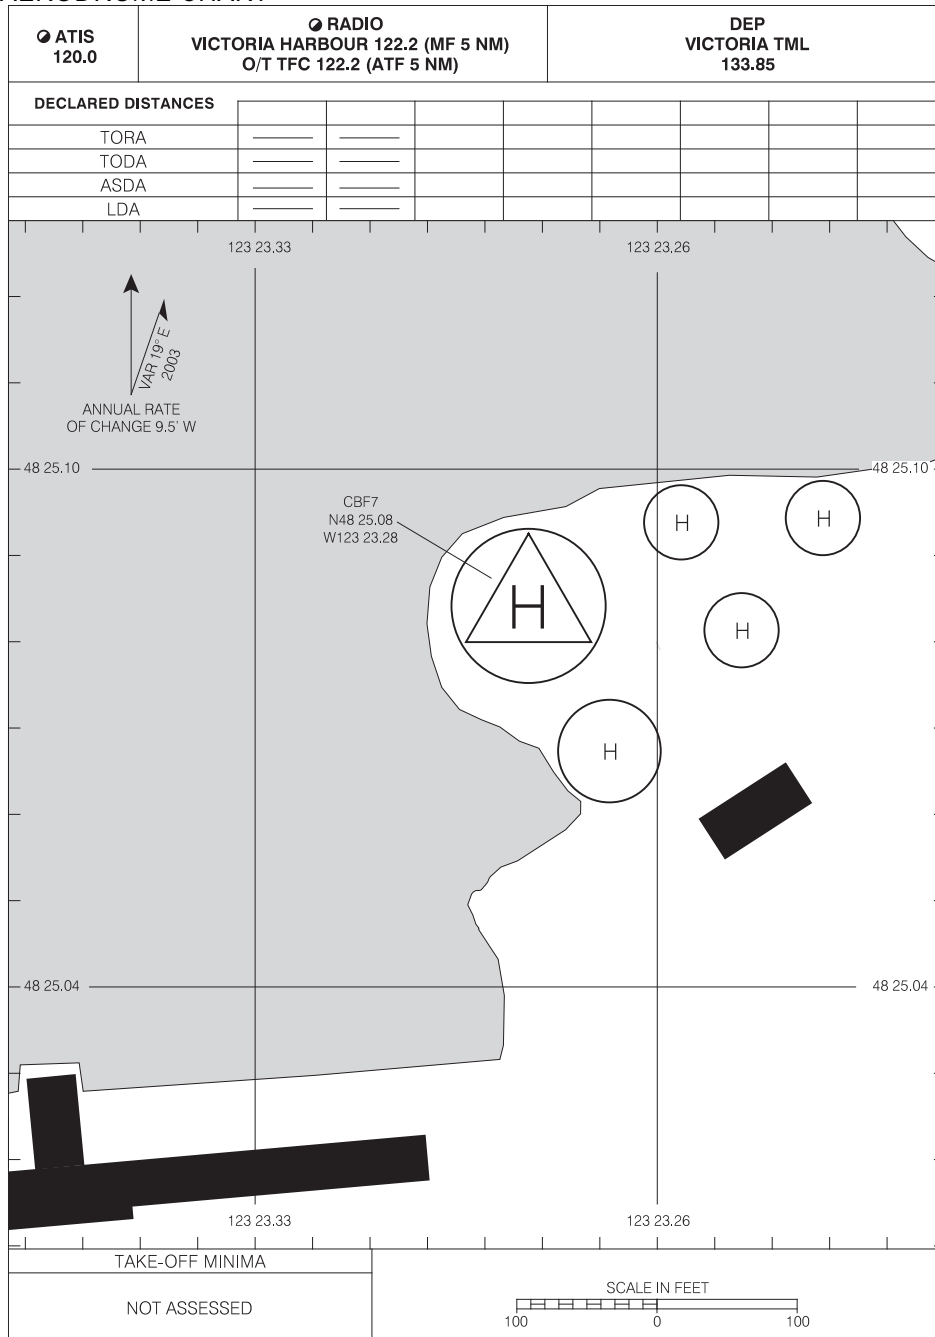 ATIS
120.0
RADIO
VICTORIA HARBOUR 122.2 (MF 5 NM)
O/T TFC 122.2 (ATF 5 NM)
DEP
VICTORIA TML
133.85
DECLARED DISTANCES
TORA
TODA
ASDA
LDA
123 23.33
123 23.26
VAR 19° E
2003
ANNUAL RATE
OF CHANGE 9.5' W
48 25.10
48 25.10
CBF7
N48 25.08
W123 23.28
H
H
H
H
H
48 25.04
48 25.04
123 23.33
123 23.26
TAKE-OFF MINIMA
NOT ASSESSED
SCALE IN FEET
100
0
100